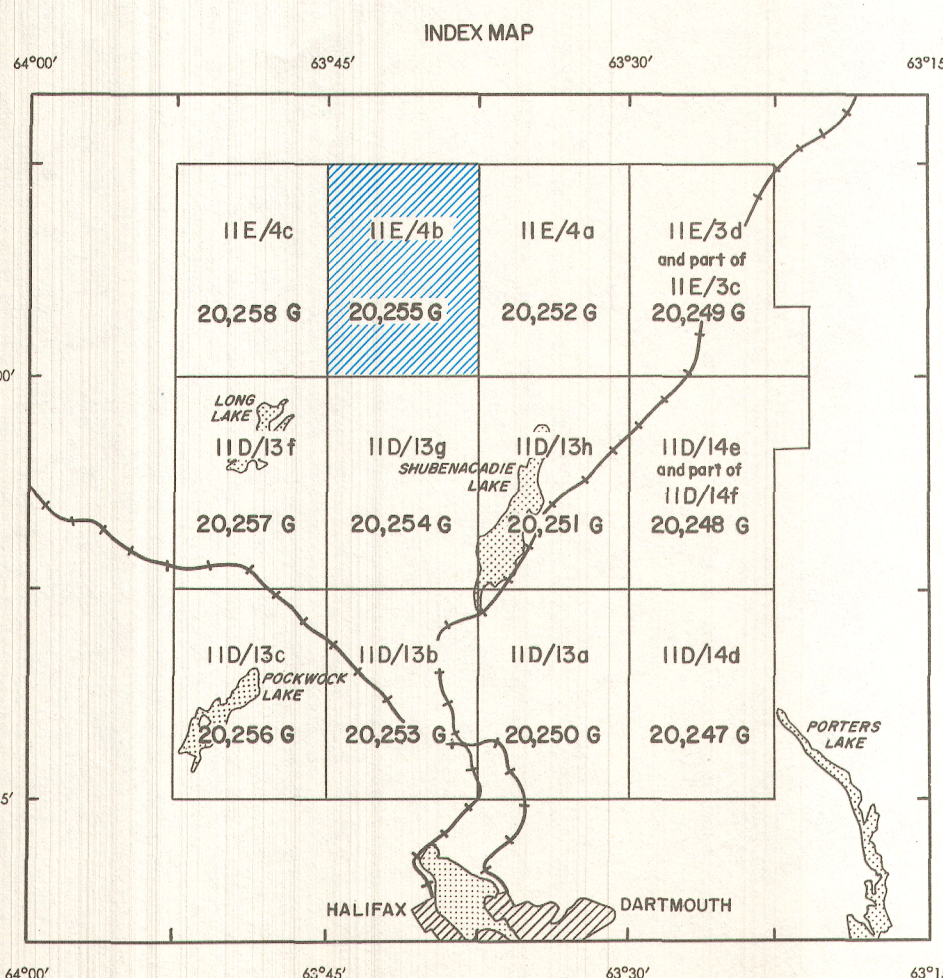 INDEX MAP
64°00′ 63°45′ 63°30′ 63°15
11E/4c 11E/4b 11E/4a 11E/3d
and part of
11E/3c
20,258 G 20,255 G 20,252 G 20,249 G
00′
LONG
LAKE
11D/13f 11D/13g 11D/13h 11D/14e
SHUBENACADIE
LAKE
and part of
11D/14f
20,257 G 20,254 G 20,251 G 20,248 G
11D/13c 11D/13b 11D/13a 11D/14d
POCKWOCK
LAKE
20,256 G 20,253 G 20,250 G 20,247 G
PORTERS
LAKE
5′
HALIFAX
DARTMOUTH
64°00′ 63°45′ 63°30′ 63°1